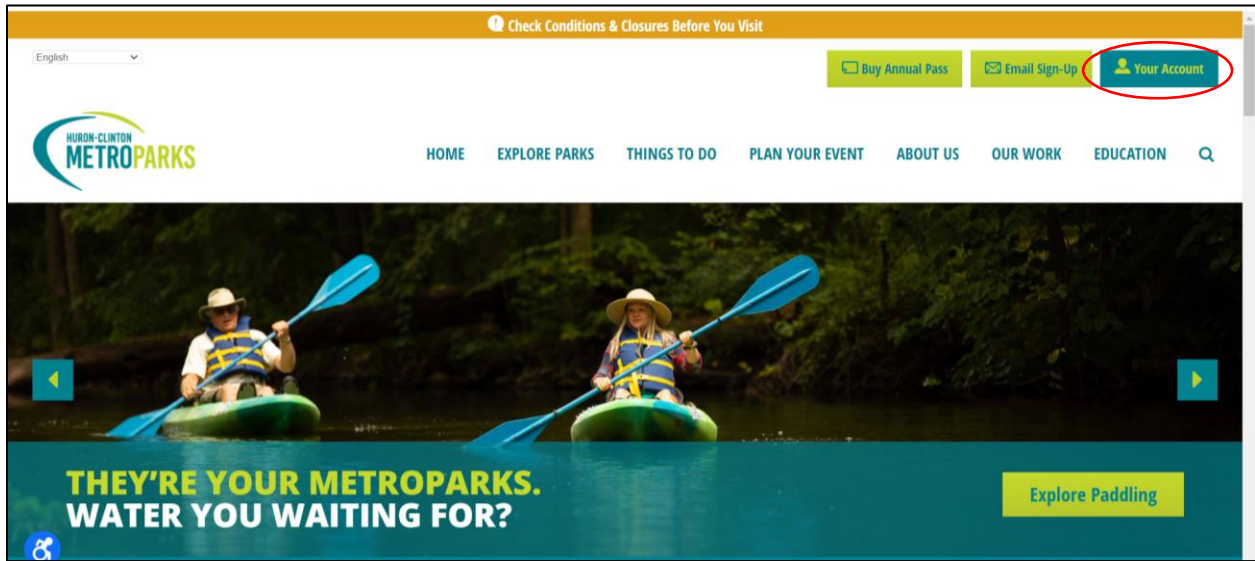 Check Conditions & Closures Before You Visit
English
Buy Annual Pass
Email Sign-Up
Your Account
HURON-CLINTON
METROPARKS
HOME EXPLORE PARKS THINGS TO DO PLAN YOUR EVENT ABOUT US OUR WORK EDUCATION
THEY'RE YOUR METROPARKS.
WATER YOU WAITING FOR?
Explore Paddling